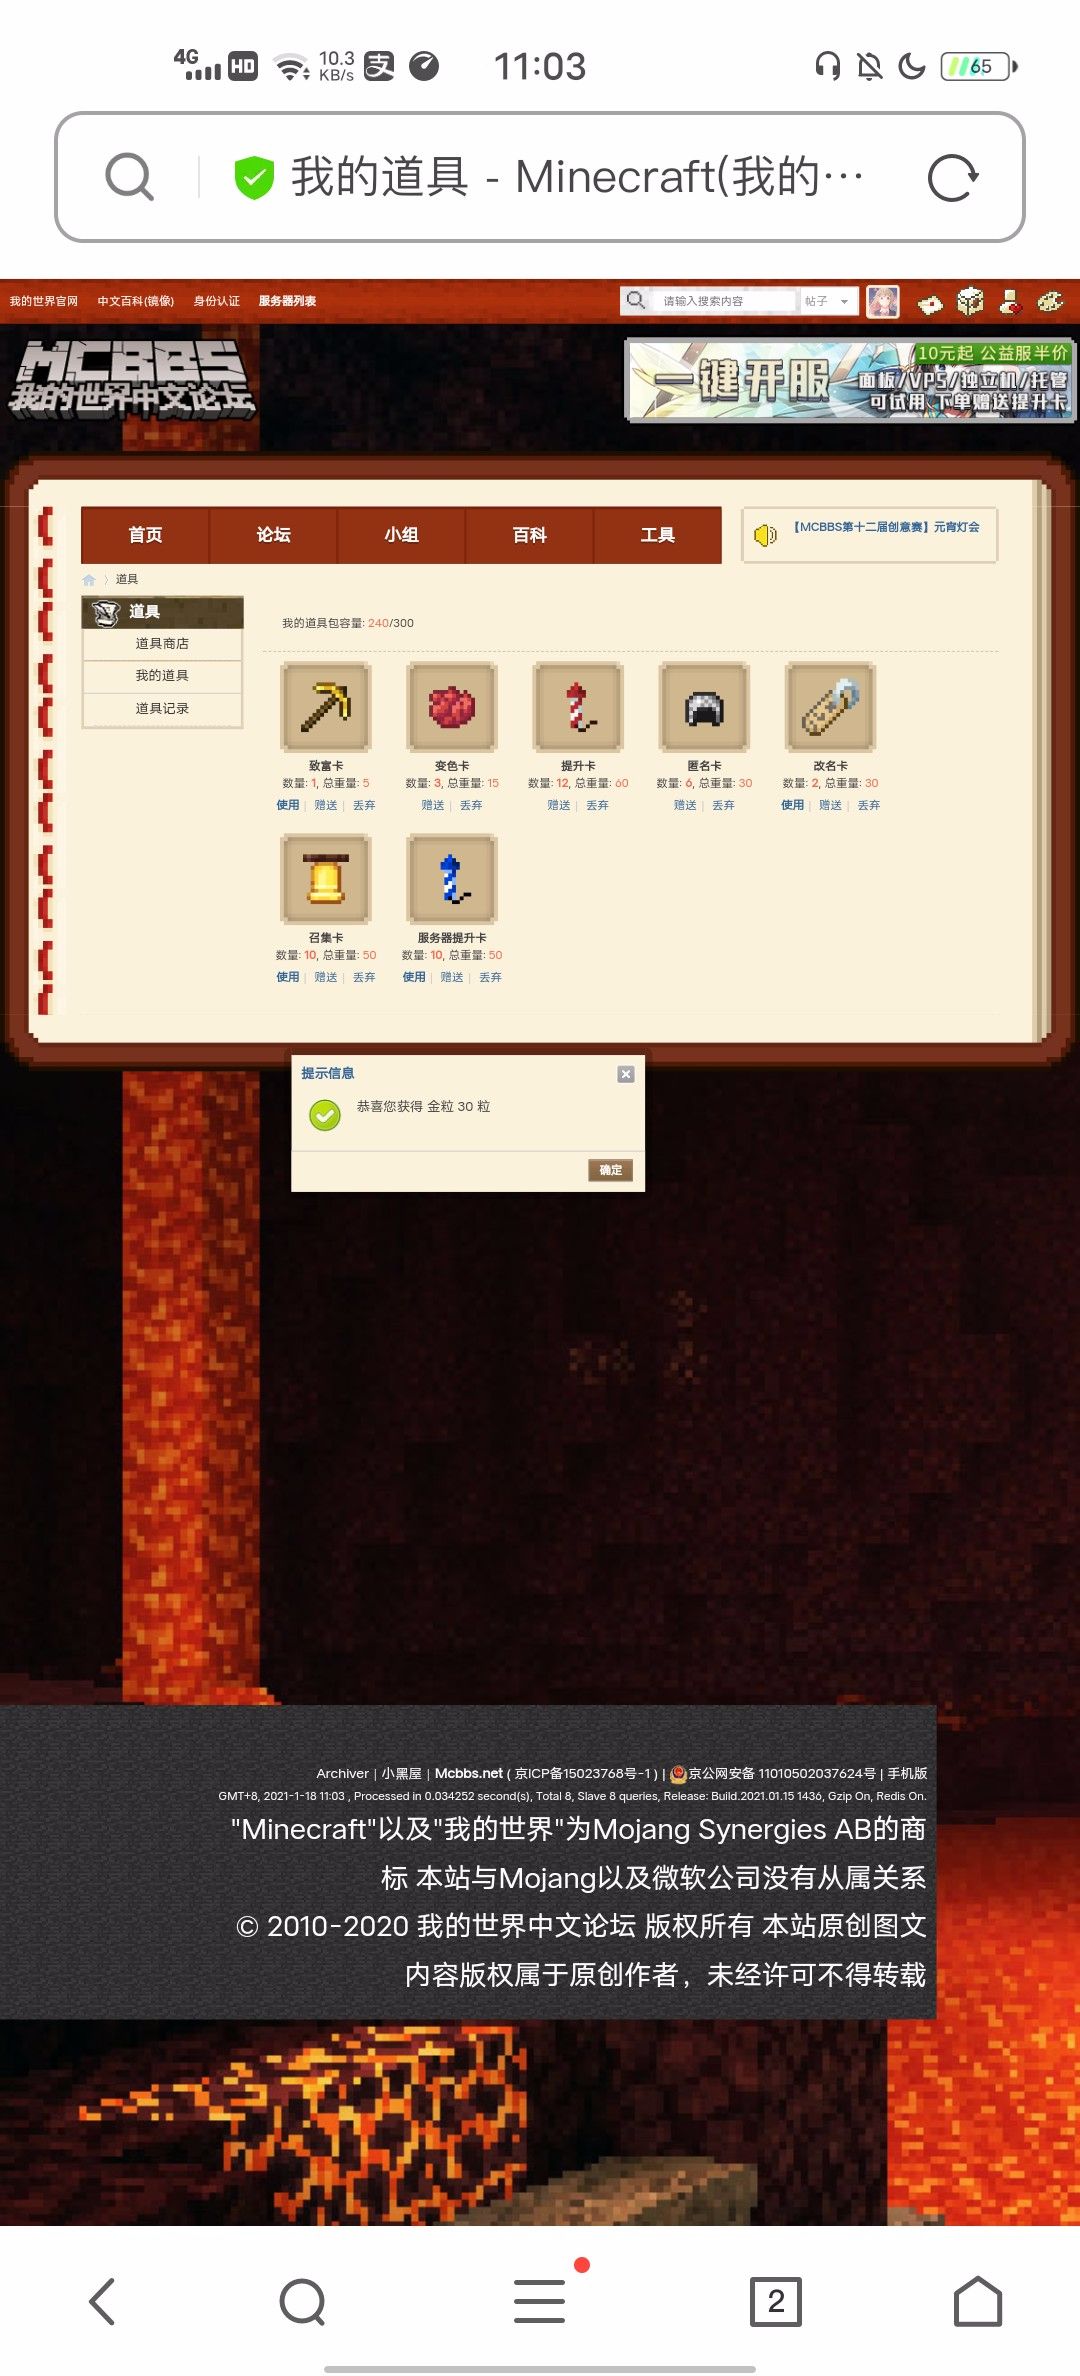 4G HD 10.3 KB/s 支 11:03 65
我的道具 - Minecraft(我的…
我的世界官网 中文百科(镜像) 身份认证 服务器列表 请输入搜索内容 帖子
MCBBS
我的世界中文论坛
一键开服
10元起 公益服半价
面板/VPS/独立机/托管
可试用 下单赠送提升卡
首页 论坛 小组 百科 工具
【MCBBS第十二届创意赛】元宵灯会
〉道具
道具
道具商店
我的道具
道具记录
我的道具包容量: 240/300
致富卡 变色卡 提升卡 匿名卡 改名卡
数量: 1, 总重量: 5 数量: 3, 总重量: 15 数量: 12, 总重量: 60 数量: 6, 总重量: 30 数量: 2, 总重量: 30
使用 | 赠送 | 丢弃 赠送 | 丢弃 赠送 | 丢弃 赠送 | 丢弃 使用 | 赠送 | 丢弃
召集卡 服务器提升卡
数量: 10, 总重量: 50 数量: 10, 总重量: 50
使用 | 赠送 | 丢弃 使用 | 赠送 | 丢弃
提示信息
恭喜您获得 金粒 30 粒
确定
Archiver | 小黑屋 | Mcbbs.net ( 京ICP备15023768号-1 ) | 京公网安备 11010502037624号 | 手机版
GMT+8, 2021-1-18 11:03 , Processed in 0.034252 second(s), Total 8, Slave 8 queries, Release: Build.2021.01.15 1436, Gzip On, Redis On.
"Minecraft"以及"我的世界"为Mojang Synergies AB的商
标 本站与Mojang以及微软公司没有从属关系
© 2010-2020 我的世界中文论坛 版权所有 本站原创图文
内容版权属于原创作者，未经许可不得转载
2